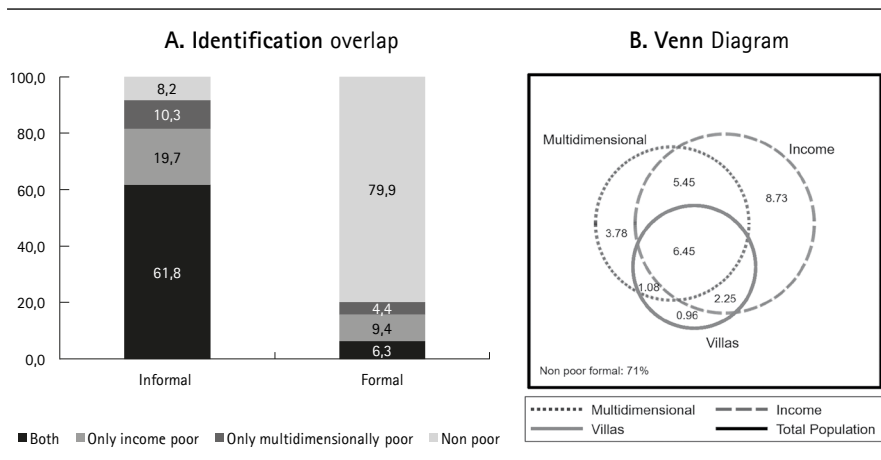 A. Identification overlap
100,0
80,0
60,0
40,0
20,0
0,0
8,2
10,3
19,7
61,8
79,9
4,4
9,4
6,3
Informal
Formal
■ Both ■ Only income poor ■ Only multidimensionally poor ■ Non poor
B. Venn Diagram
Multidimensional
Income
5.45
8.73
3.78
6.45
1.08
2.25
0.96
Villas
Non poor formal: 71%
Multidimensional
Income
Villas
Total Population